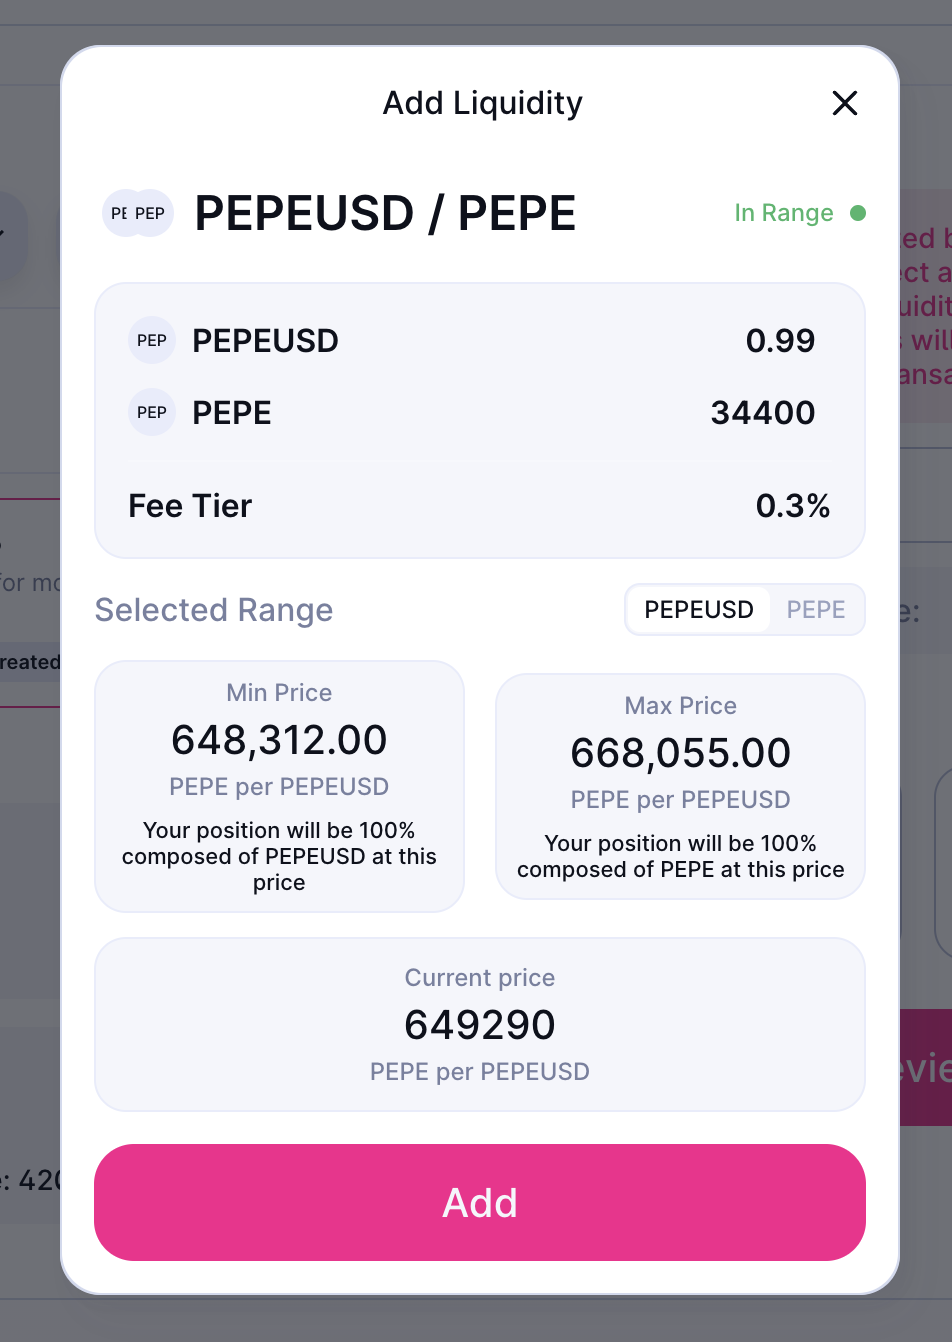 Add Liquidity
PE PEP PEPEUSD / PEPE In Range
PEP PEPEUSD 0.99
PEP PEPE 34400
Fee Tier 0.3%
Selected Range PEPEUSD PEPE
Min Price
648,312.00
PEPE per PEPEUSD
Your position will be 100%
composed of PEPEUSD at this
price
Max Price
668,055.00
PEPE per PEPEUSD
Your position will be 100%
composed of PEPE at this price
Current price
649290
PEPE per PEPEUSD
Add
for mo
reated
e: 420
ed b
ect a
uidit
s will
ansa
e:
evie